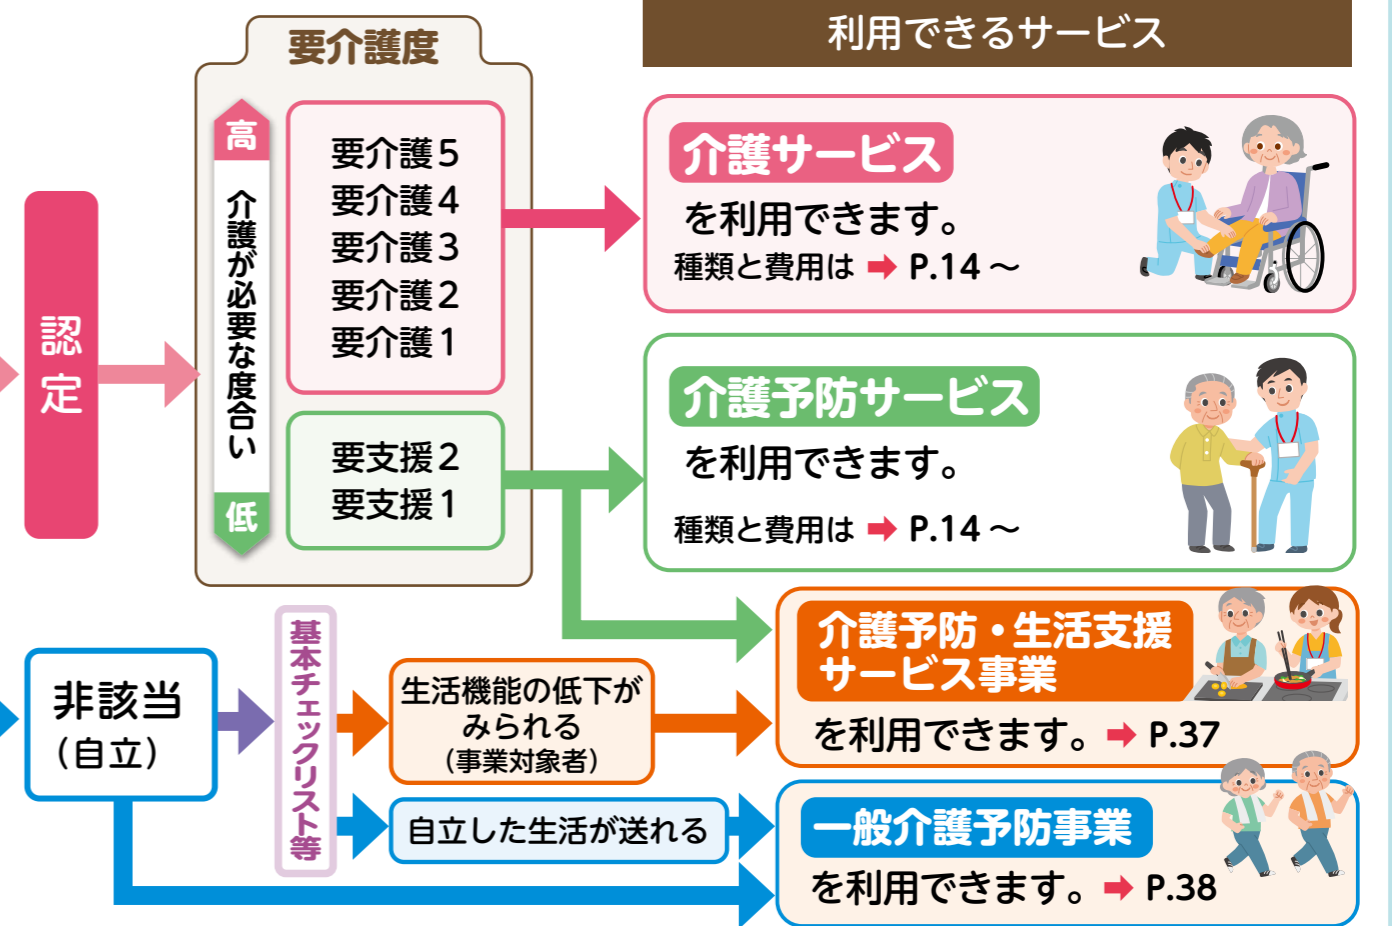 要介護度
利用できるサービス
認定
高
介護が必要な度合い
低
要介護5
要介護4
要介護3
要介護2
要介護1
要支援2
要支援1
介護サービス
を利用できます。
種類と費用は ➡ P.14～
介護予防サービス
を利用できます。
種類と費用は ➡ P.14～
非該当
（自立）
基本チェックリスト等
生活機能の低下が
みられる
（事業対象者）
自立した生活が送れる
介護予防・生活支援
サービス事業
を利用できます。➡ P.37
一般介護予防事業
を利用できます。➡ P.38